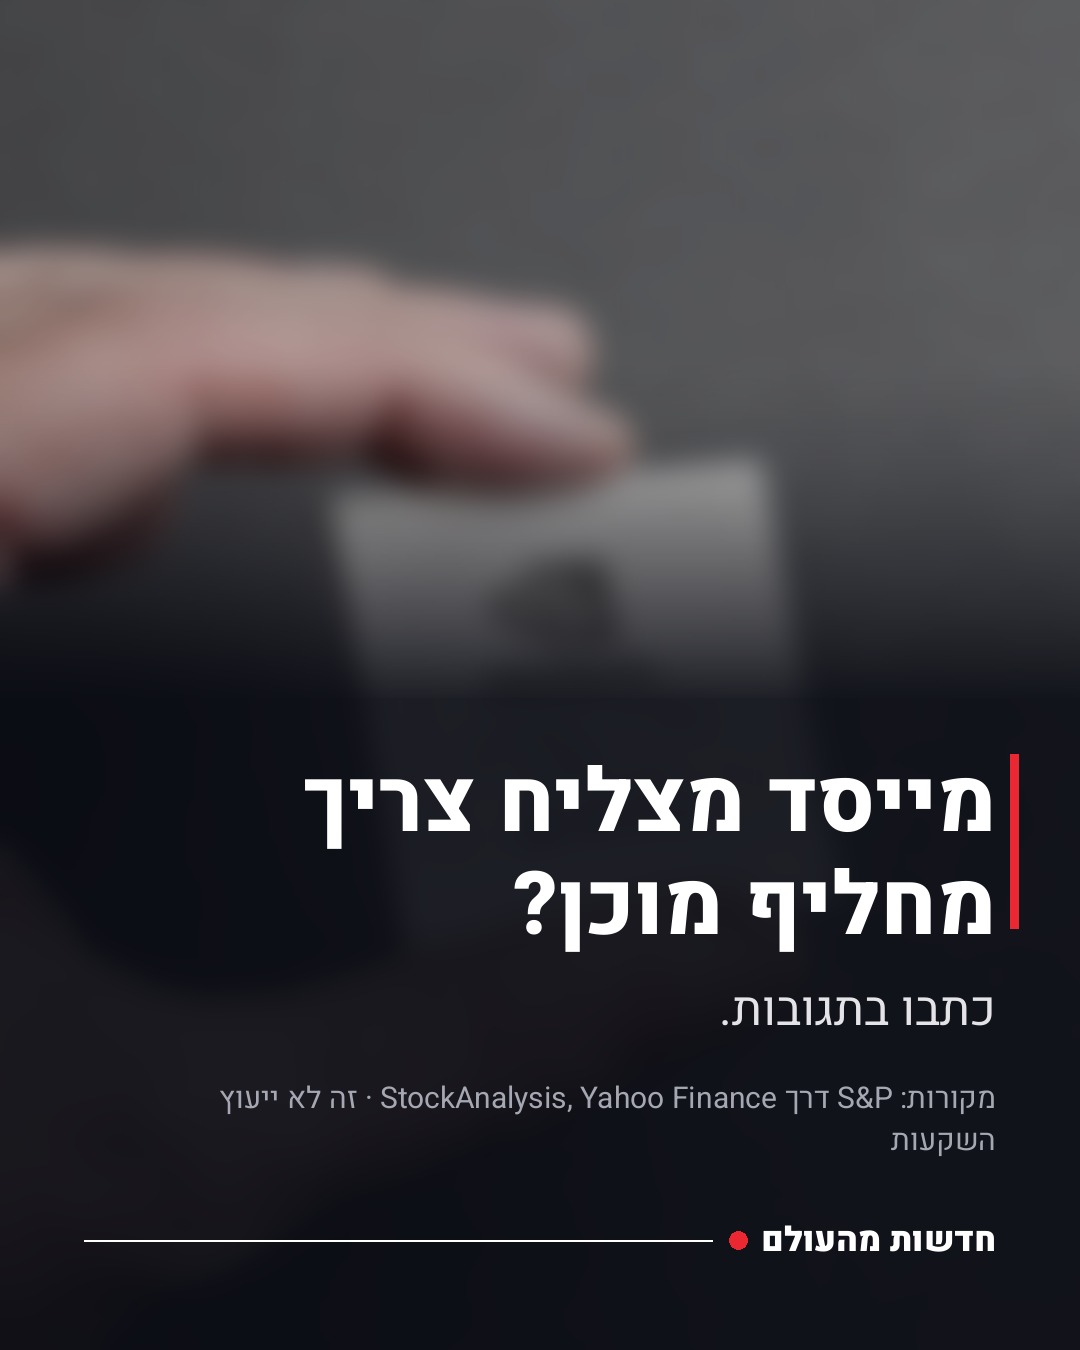 מייסד מצליח צריך
מחליף מוכן?
כתבו בתגובות.
מקורות: S&P דרך StockAnalysis, Yahoo Finance · זה לא ייעוץ
השקעות
חדשות מהעולם